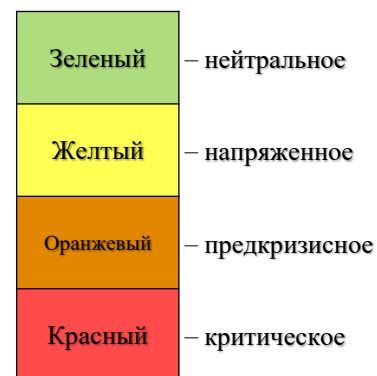 Зеленый – нейтральное
Желтый – напряженное
Оранжевый – предкризисное
Красный – критическое